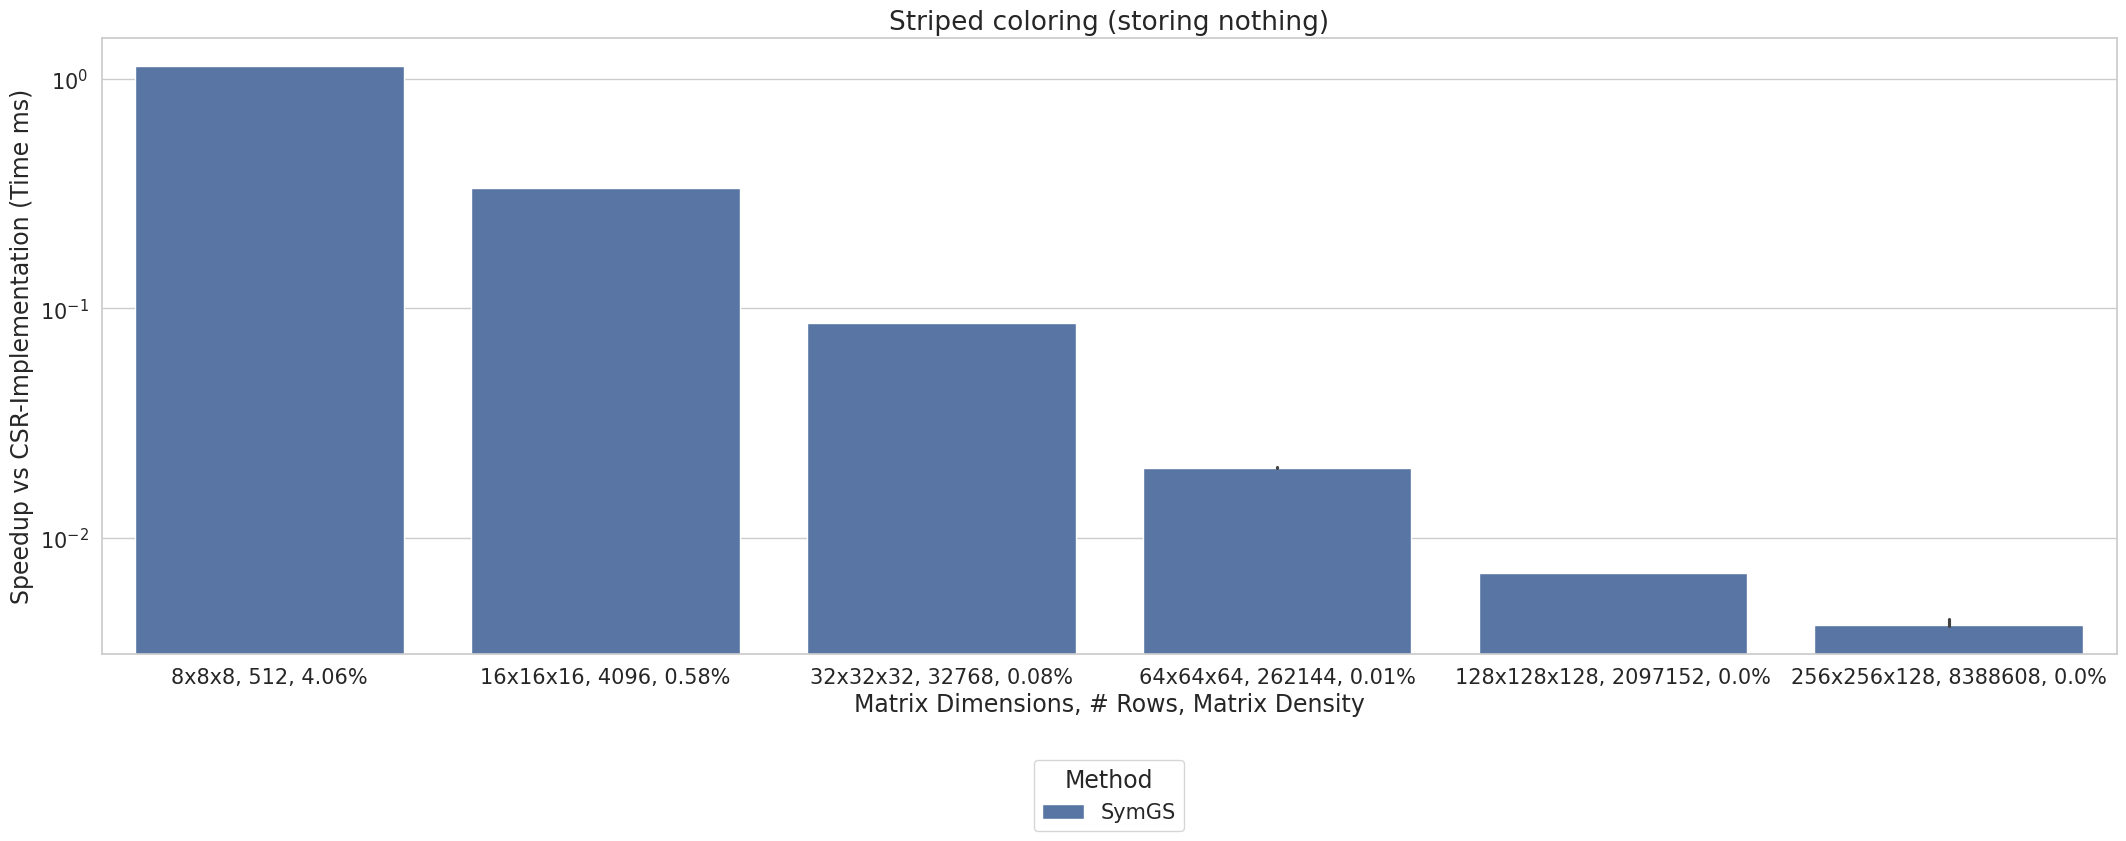 Striped coloring (storing nothing)
Speedup vs CSR-Implementation (Time ms)
10⁰
10⁻¹
10⁻²
8x8x8, 512, 4.06%
16x16x16, 4096, 0.58%
32x32x32, 32768, 0.08%
64x64x64, 262144, 0.01%
128x128x128, 2097152, 0.0%
256x256x128, 8388608, 0.0%
Matrix Dimensions, # Rows, Matrix Density
Method
SymGS